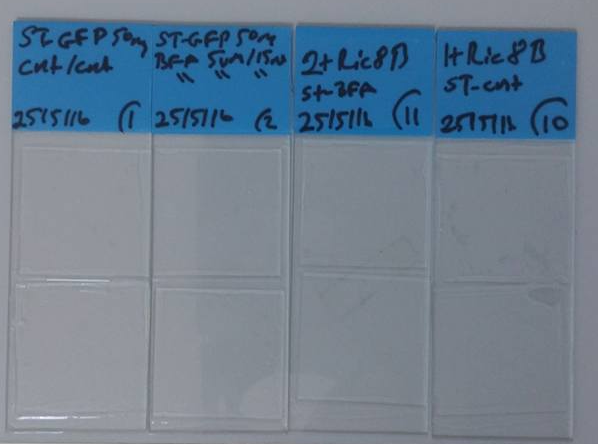 ST GFP 50ng
cnt/cnt
25/5/16 (1
ST-GFP 50ng
BFA 5uM/15m
" " "
25/5/16 (2
2+Ric8B
St-BFA
25/5/16 (11
1+Ric8B
ST-cnt
25/5/16 (10